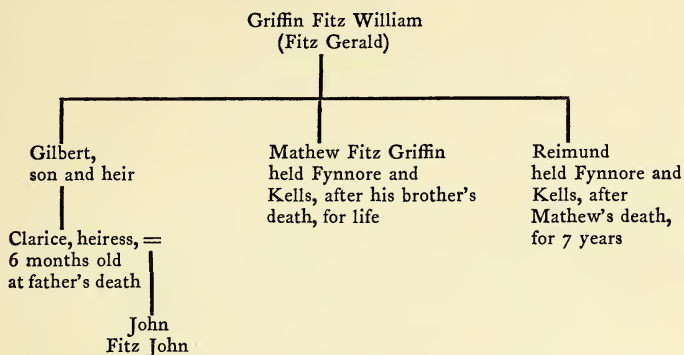 Griffin Fitz William
(Fitz Gerald)
Gilbert,
son and heir
Mathew Fitz Griffin
held Fynnore and
Kells, after his brother's
death, for life
Reimund
held Fynnore and
Kells, after
Mathew's death,
for 7 years
Clarice, heiress, =
6 months old
at father's death
John
Fitz John